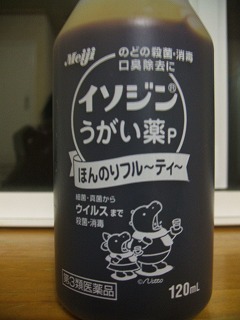 Meiji
のどの殺菌・消毒
口臭除去に
イソジン®
うがい薬P
ほんのりフル〜ティ〜
細菌・真菌から
ウイルスまで
殺菌・消毒
©Nitto
第3類医薬品
120mL